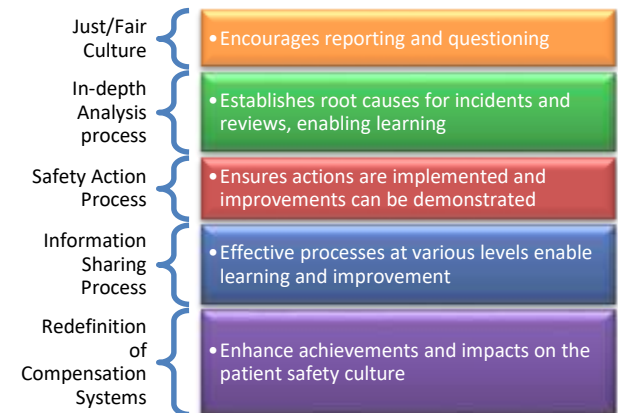 Just/Fair
Culture
•Encourages reporting and questioning
In-depth
Analysis
process
•Establishes root causes for incidents and
reviews, enabling learning
Safety Action
Process
•Ensures actions are implemented and
improvements can be demonstrated
Information
Sharing
Process
•Effective processes at various levels enable
learning and improvement
Redefinition
of
Compensation
Systems
•Enhance achievements and impacts on the
patient safety culture